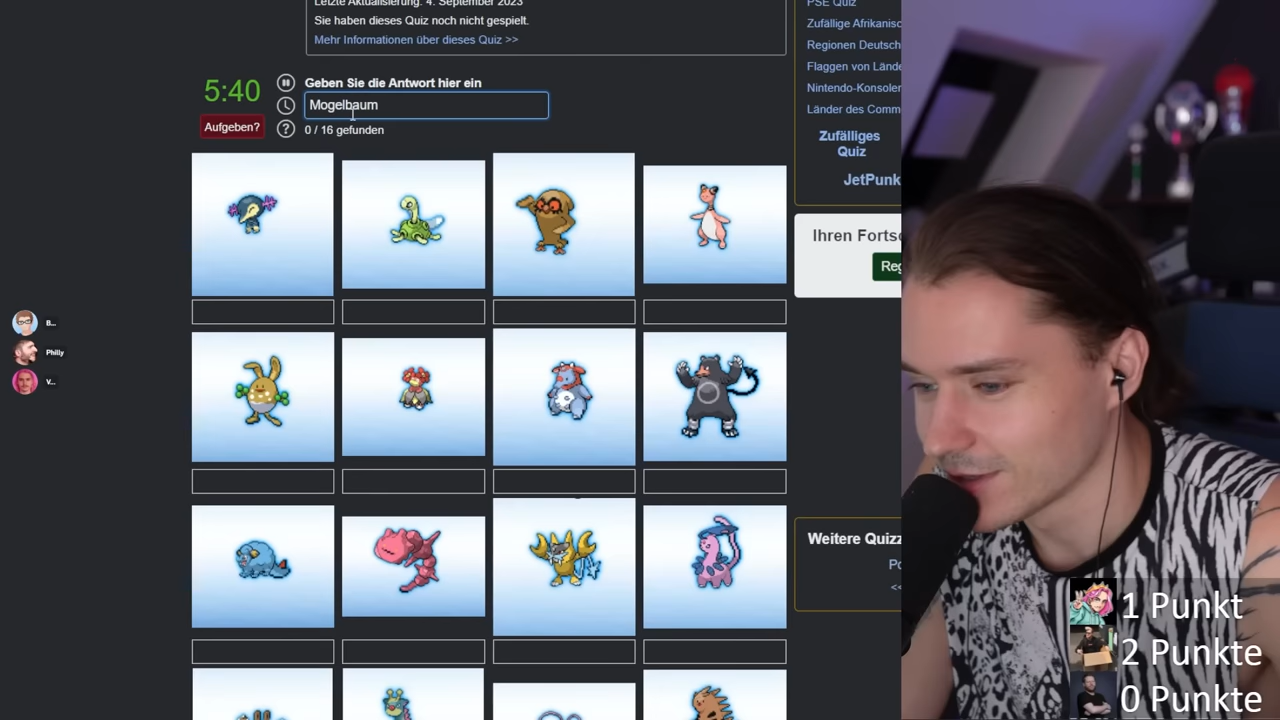 Letzte Aktualisierung: 4. September 2023
Sie haben dieses Quiz noch nicht gespielt.
Mehr Informationen über dieses Quiz >>
5:40
Aufgeben?
Geben Sie die Antwort hier ein
Mogelbaum
?
0 / 16 gefunden
PSE Quiz
Zufällige Afrikanisc
Regionen Deutsch
Flaggen von Lände
Nintendo-Konsolen
Länder des Comm
Zufälliges
Quiz
JetPunk
Ihren Fortsc
Reg
B...
Philly
V...
Weitere Quizz
Po
<<
1 Punkt
2 Punkte
0 Punkte